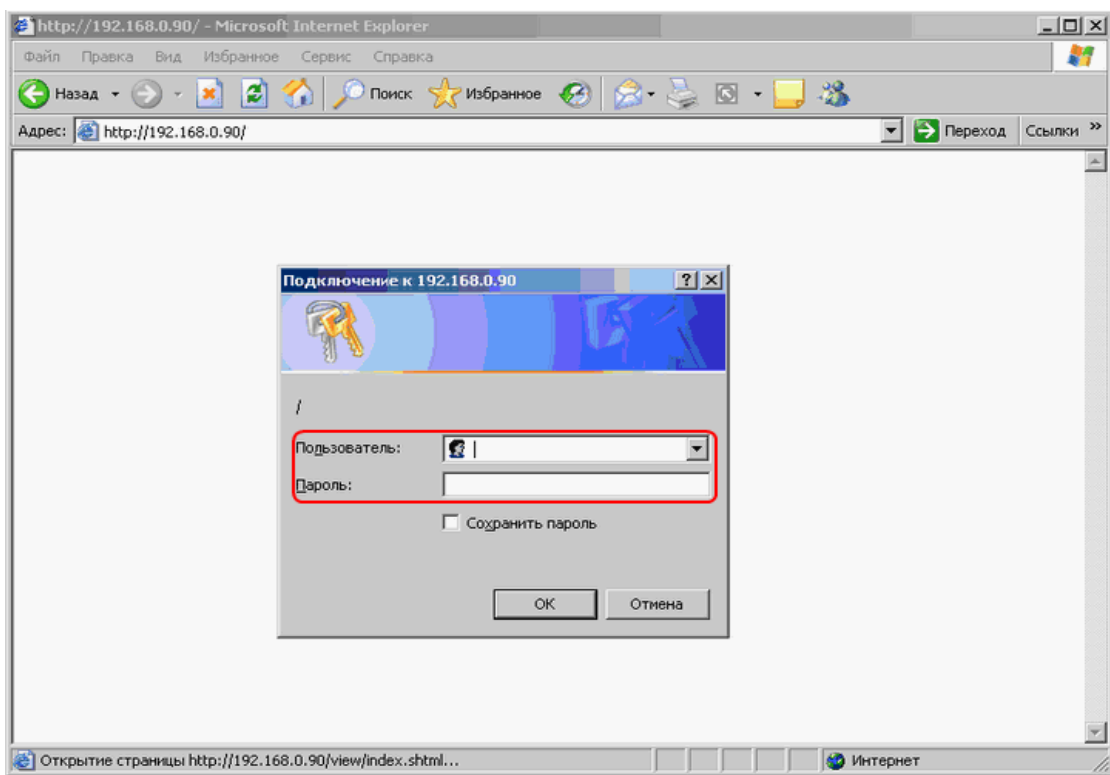 http://192.168.0.90/ - Microsoft Internet Explorer
Файл Правка Вид Избранное Сервис Справка
Назад Поиск Избранное
Адрес: http://192.168.0.90/ Переход Ссылки »
Подключение к 192.168.0.90
/
Пользователь:
Пароль:
Сохранить пароль
ОК Отмена
Открытие страницы http://192.168.0.90/view/index.shtml... Интернет